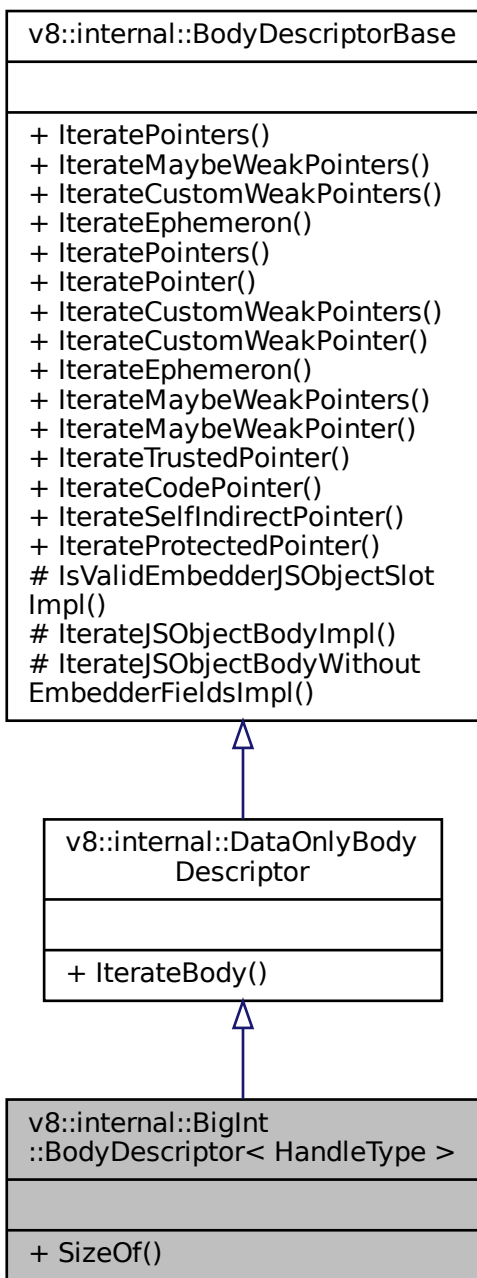 v8::internal::BodyDescriptorBase
+ IteratePointers()
+ IterateMaybeWeakPointers()
+ IterateCustomWeakPointers()
+ IterateEphemeron()
+ IteratePointers()
+ IteratePointer()
+ IterateCustomWeakPointers()
+ IterateCustomWeakPointer()
+ IterateEphemeron()
+ IterateMaybeWeakPointers()
+ IterateMaybeWeakPointer()
+ IterateTrustedPointer()
+ IterateCodePointer()
+ IterateSelfIndirectPointer()
+ IterateProtectedPointer()
# IsValidEmbedderJSObjectSlot
Impl()
# IterateJSObjectBodyImpl()
# IterateJSObjectBodyWithout
EmbedderFieldsImpl()
v8::internal::DataOnlyBody
Descriptor
+ IterateBody()
v8::internal::BigInt
::BodyDescriptor< HandleType >
+ SizeOf()